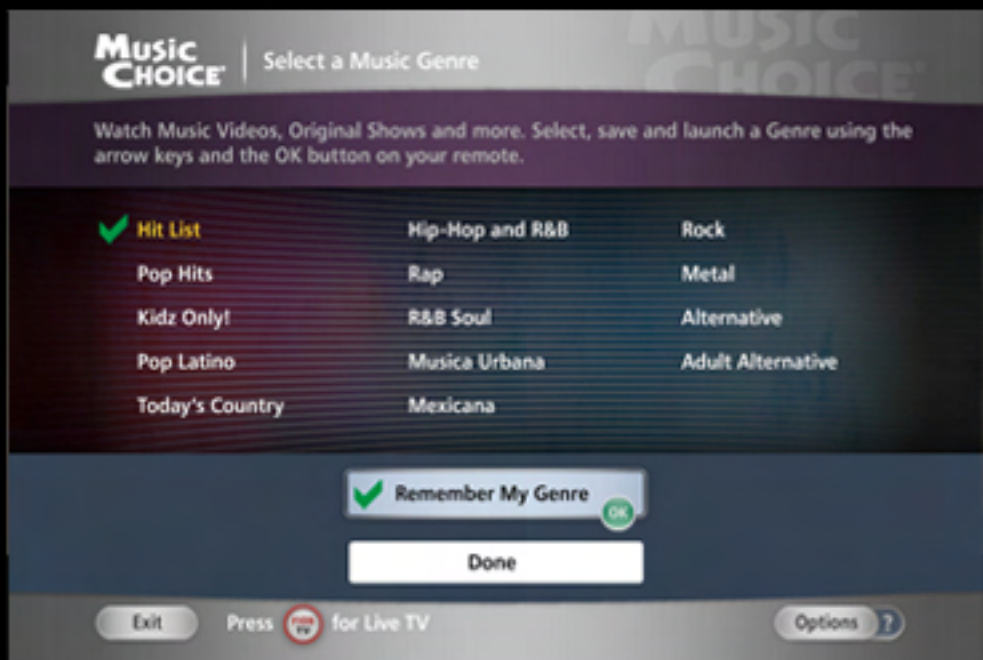 MUSIC
CHOICE®
Select a Music Genre
MUSIC
CHOICE®
Watch Music Videos, Original Shows and more. Select, save and launch a Genre using the
arrow keys and the OK button on your remote.
Hit List
Hip-Hop and R&B
Rock
Pop Hits
Rap
Metal
Kidz Only!
R&B Soul
Alternative
Pop Latino
Musica Urbana
Adult Alternative
Today's Country
Mexicana
Remember My Genre
OK
Done
Exit
Press FiOS TV for Live TV
Options ?